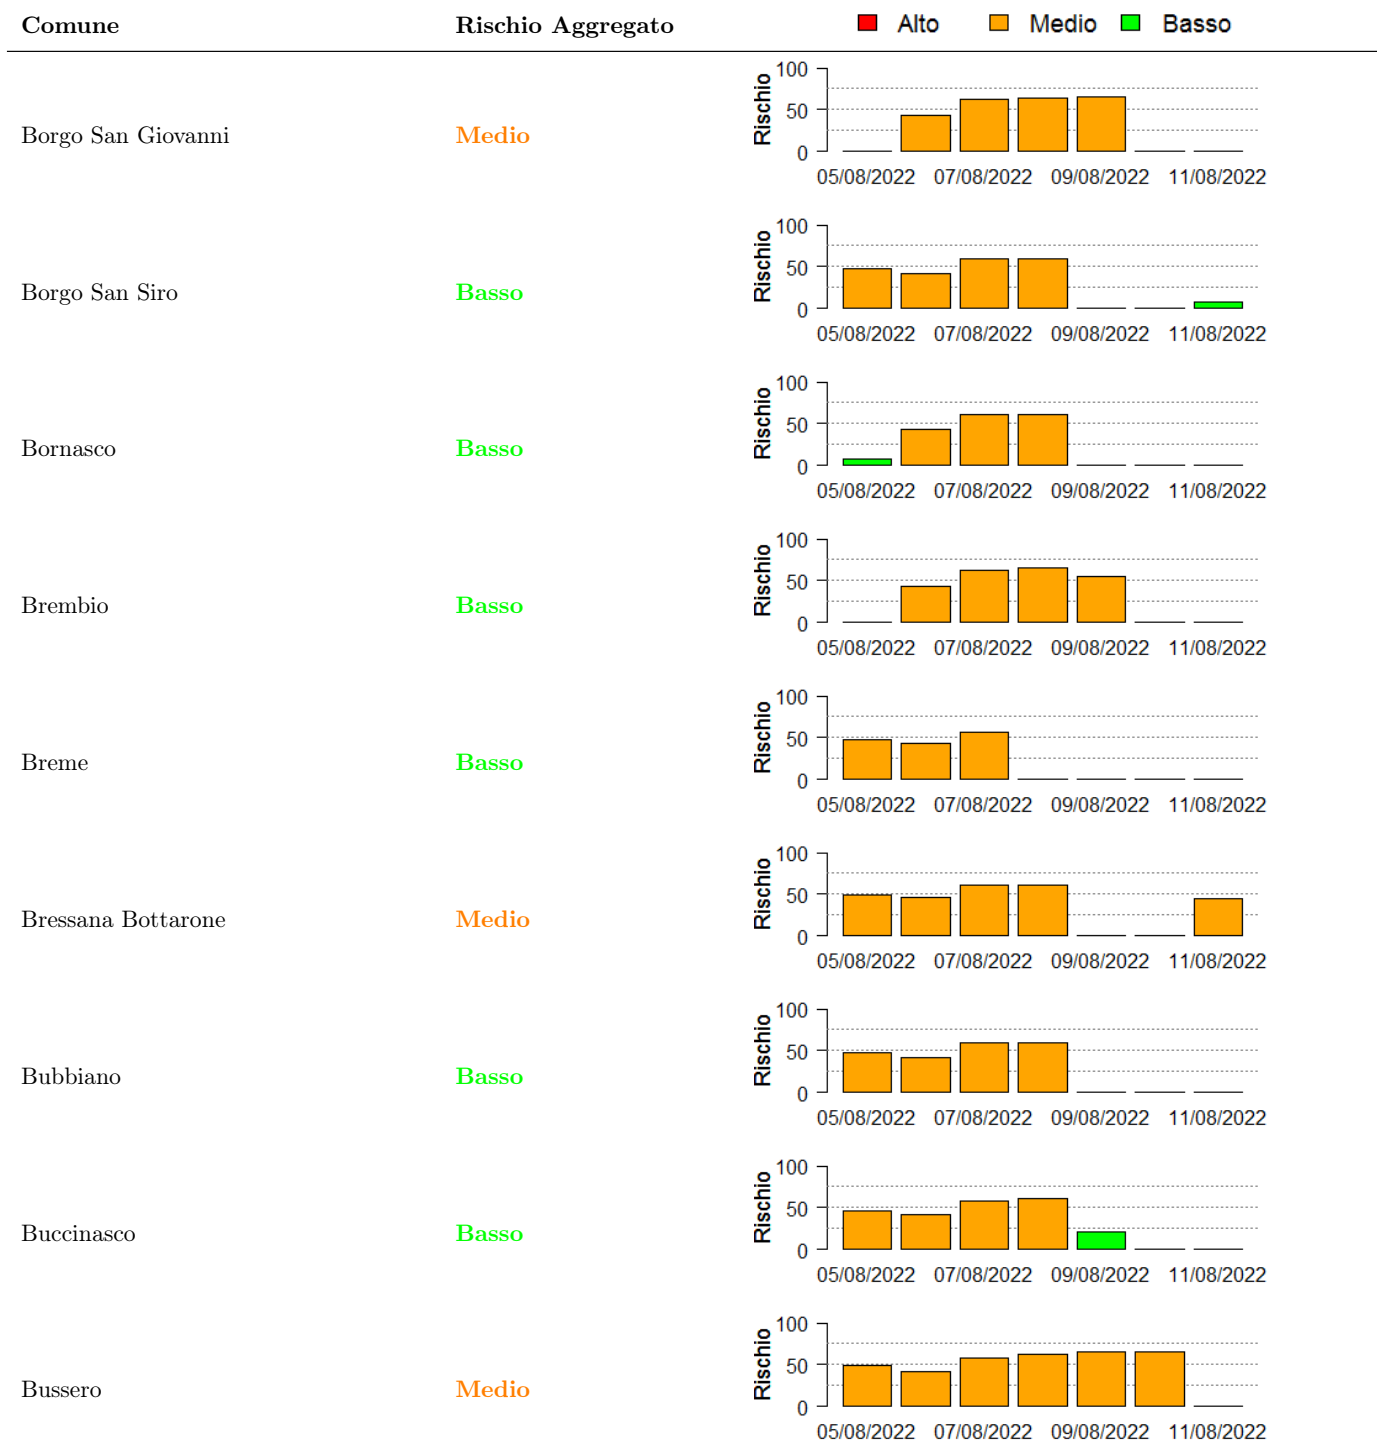 Comune Rischio Aggregato Alto Medio Basso
Borgo San Giovanni Medio Rischio 100 50 0
05/08/2022 07/08/2022 09/08/2022 11/08/2022
Borgo San Siro Basso Rischio 100 50 0
05/08/2022 07/08/2022 09/08/2022 11/08/2022
Bornasco Basso Rischio 100 50 0
05/08/2022 07/08/2022 09/08/2022 11/08/2022
Brembio Basso Rischio 100 50 0
05/08/2022 07/08/2022 09/08/2022 11/08/2022
Breme Basso Rischio 100 50 0
05/08/2022 07/08/2022 09/08/2022 11/08/2022
Bressana Bottarone Medio Rischio 100 50 0
05/08/2022 07/08/2022 09/08/2022 11/08/2022
Bubbiano Basso Rischio 100 50 0
05/08/2022 07/08/2022 09/08/2022 11/08/2022
Buccinasco Basso Rischio 100 50 0
05/08/2022 07/08/2022 09/08/2022 11/08/2022
Bussero Medio Rischio 100 50 0
05/08/2022 07/08/2022 09/08/2022 11/08/2022